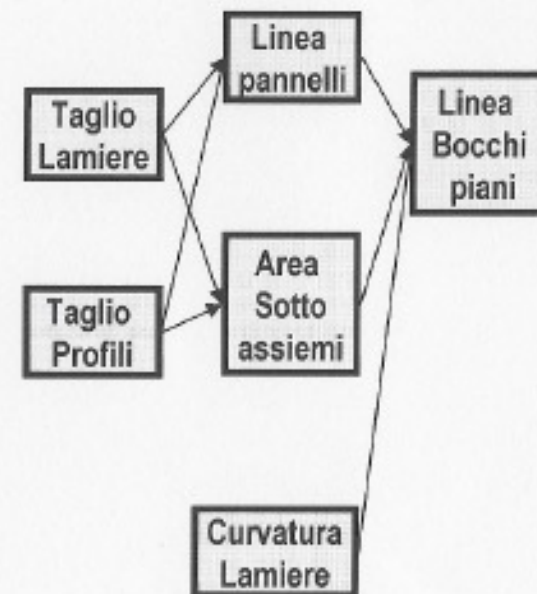 Linea
pannelli
Taglio
Lamiere
Linea
Bocchi
piani
Area
Sotto
assiemi
Taglio
Profili
Curvatura
Lamiere